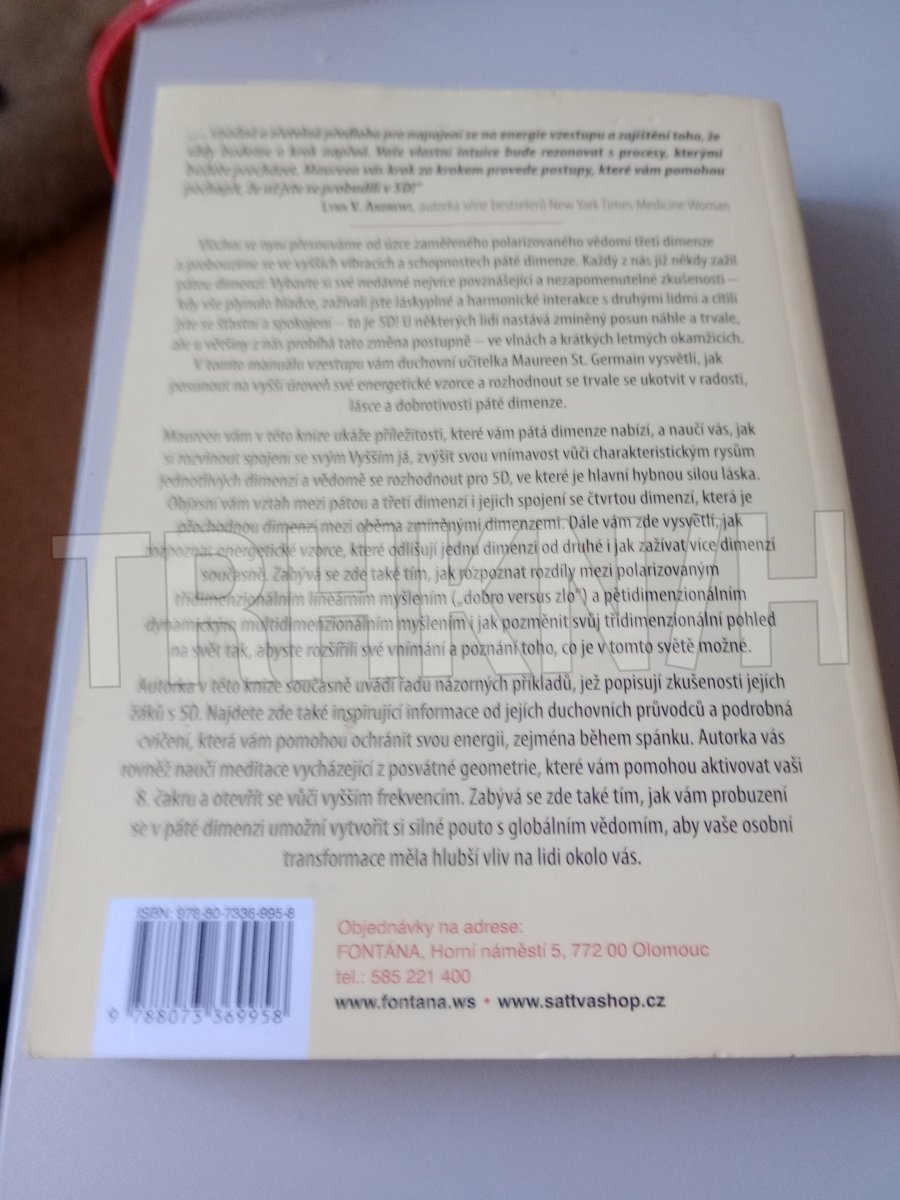 zřetelná předloha pro napojení se na energie vzestupu a zajištění toho, že
vždy budeme o krok napřed. Vaše vlastní intuice bude rezonovat s procesy, kterými
budete procházet. Maureen vás krok za krokem provede postupy, které vám pomohou
pochopit, že už jste se probudili v 5D!"
Lynn V. Andrews, autorka série bestselerů New York Times Medicine Woman
Všichni se nyní přesouváme od úzce zaměřeného polarizovaného vědomí třetí dimenze
a probouzíme se ve vyšších vibracích a schopnostech páté dimenze. Každý z nás již někdy zažil
pátou dimenzi. Vybavte si své nedávné nejvíce povznášející a nezapomenutelné zkušenosti –
kdy vše plynulo hladce, zažívali jste láskyplné a harmonické interakce s druhými lidmi a cítili
jste se šťastní a spokojení – to je 5D! U některých lidí nastává zmíněný posun náhle a trvale,
ale u většiny z nás probíhá tato změna postupně – ve vlnách a krátkých letmých okamžicích.
V tomto manuálu vzestupu vám duchovní učitelka Maureen St. Germain vysvětlí, jak
posunout na vyšší úroveň své energetické vzorce a rozhodnout se trvale se ukotvit v radosti,
lásce a dobrotivosti páté dimenze.
Maureen vám v této knize ukáže příležitosti, které vám pátá dimenze nabízí, a naučí vás, jak
si rozvinout spojení se svým Vyšším já, zvýšit svou vnímavost vůči charakteristickým rysům
jednotlivých dimenzí a vědomě se rozhodnout pro 5D, ve které je hlavní hybnou silou láska.
Objasní vám vztah mezi pátou a třetí dimenzí i jejich spojení se čtvrtou dimenzí, která je
přechodnou dimenzí mezi oběma zmíněnými dimenzemi. Dále vám zde vysvětlí, jak
rozpoznat energetické vzorce, které odlišují jednu dimenzi od druhé i jak zažívat více dimenzí
současně. Zabývá se zde také tím, jak rozpoznat rozdíly mezi polarizovaným
třídimenzionálním lineárním myšlením („dobro versus zlo") a pětidimenzionálním
dynamickým multidimenzionálním myšlením i jak pozměnit svůj třídimenzionální pohled
na svět tak, abyste rozšířili své vnímání a poznání toho, co je v tomto světě možné.
Autorka v této knize současně uvádí řadu názorných příkladů, jež popisují zkušenosti jejích
žáků s 5D. Najdete zde také inspirující informace od jejích duchovních průvodců a podrobná
cvičení, která vám pomohou ochránit svou energii, zejména během spánku. Autorka vás
rovněž naučí meditace vycházející z posvátné geometrie, které vám pomohou aktivovat vaši
8. čakru a otevřít se vůči vyšším frekvencím. Zabývá se zde také tím, jak vám probuzení
se v páté dimenzi umožní vytvořit si silné pouto s globálním vědomím, aby vaše osobní
transformace měla hlubší vliv na lidi okolo vás.
ISBN: 978-80-7336-995-8
9 788073 369958
Objednávky na adrese:
FONTÁNA, Horní náměstí 5, 772 00 Olomouc
tel.: 585 221 400
www.fontana.ws • www.sattvashop.cz